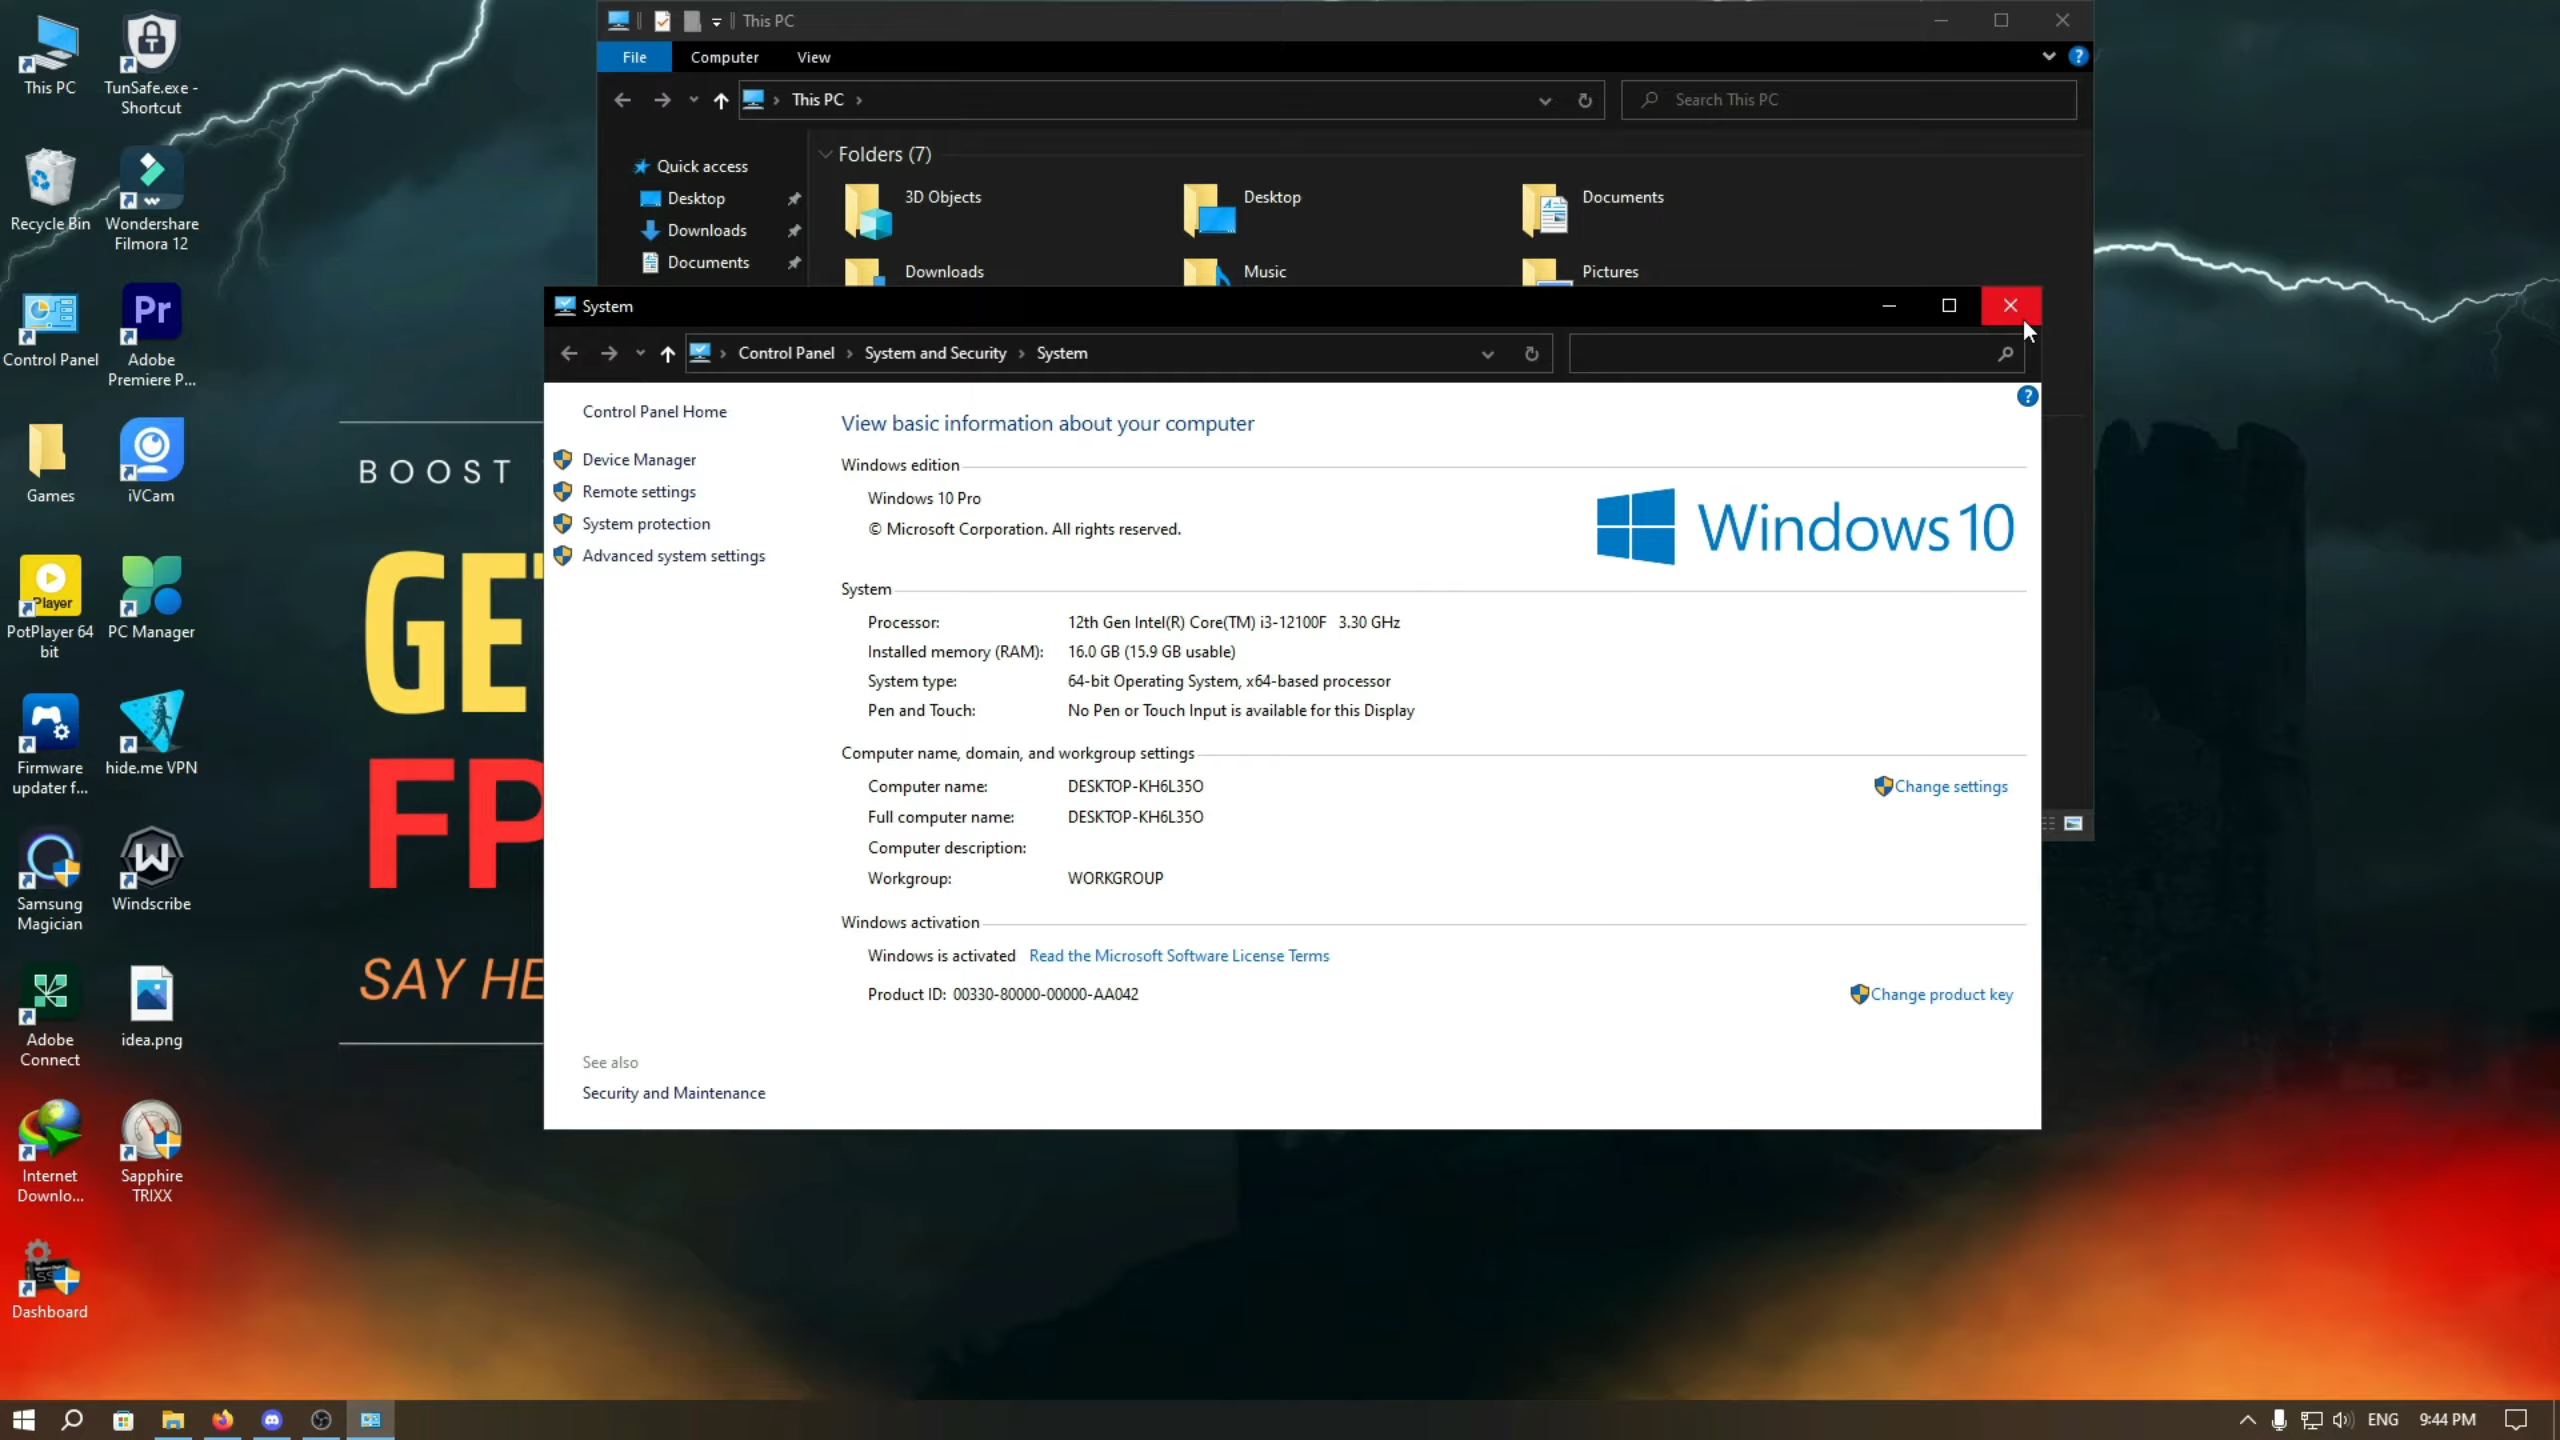 This PC
TunSafe.exe -
Shortcut
Recycle Bin
Wondershare
Filmora 12
Control Panel
Pr
Adobe
Premiere P...
Games
iVCam
Player
PotPlayer 64
bit
PC Manager
Firmware
updater f...
hide.me VPN
Samsung
Magician
Windscribe
Adobe
Connect
idea.png
Internet
Downlo...
Sapphire
TRIXX
Dashboard
BOOST
GET
FP
SAY HE
This PC
File Computer View
This PC
Search This PC
Quick access
Desktop
Downloads
Documents
Folders (7)
3D Objects
Desktop
Documents
Downloads
Music
Pictures
System
Control Panel System and Security System
Control Panel Home
Device Manager
Remote settings
System protection
Advanced system settings
See also
Security and Maintenance
View basic information about your computer
Windows edition
Windows 10 Pro
© Microsoft Corporation. All rights reserved.
Windows 10
System
Processor: 12th Gen Intel(R) Core(TM) i3-12100F 3.30 GHz
Installed memory (RAM): 16.0 GB (15.9 GB usable)
System type: 64-bit Operating System, x64-based processor
Pen and Touch: No Pen or Touch Input is available for this Display
Computer name, domain, and workgroup settings
Computer name: DESKTOP-KH6L35O
Change settings
Full computer name: DESKTOP-KH6L35O
Computer description:
Workgroup: WORKGROUP
Windows activation
Windows is activated Read the Microsoft Software License Terms
Product ID: 00330-80000-00000-AA042
Change product key
ENG 9:44 PM